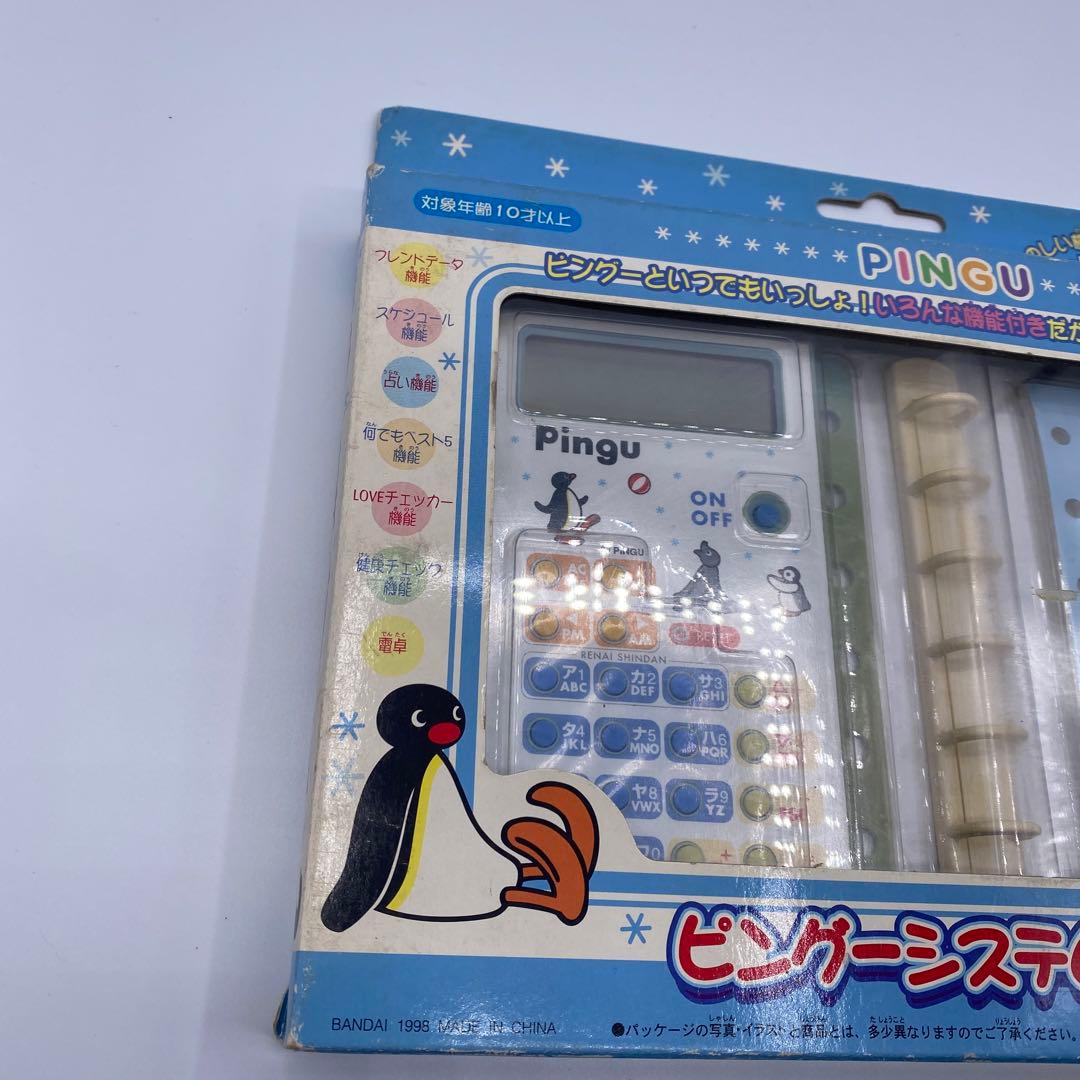 対象年齢10才以上
PINGU
ピングーといつでもいっしょ!いろんな機能付きだか
フレンドデータ
機能
スケジュール
機能
占い機能
何でもベスト5
機能
LOVEチェッカー
機能
健康チェック
機能
電卓
Pingu
ON
OFF
PINGU
AC
P.M.
A.M.
RESET
RENAI SHINDAN
ア1 カ2 サ3
ABC DEF GHI
タ4 ナ5 ハ6
JKL MNO PQR
ヤ8 ラ9
VWX YZ
ピングーシステ
BANDAI 1998 MADE IN CHINA
●パッケージの写真・イラストと商品とは、多少異なりますのでご了承ください。